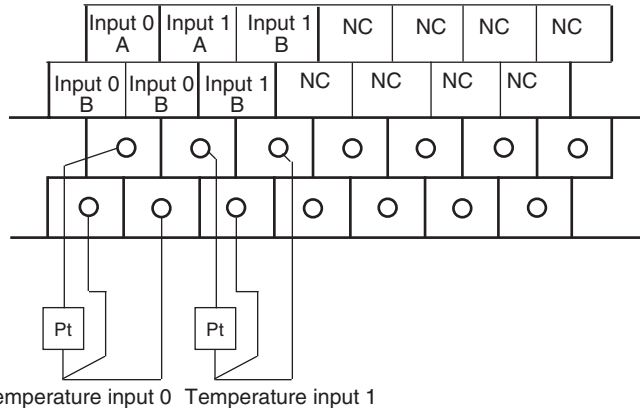 Input 0 A Input 1 A Input 1 B NC NC NC NC
Input 0 B Input 0 B Input 1 B NC NC NC NC
Pt Pt
emperature input 0 Temperature input 1